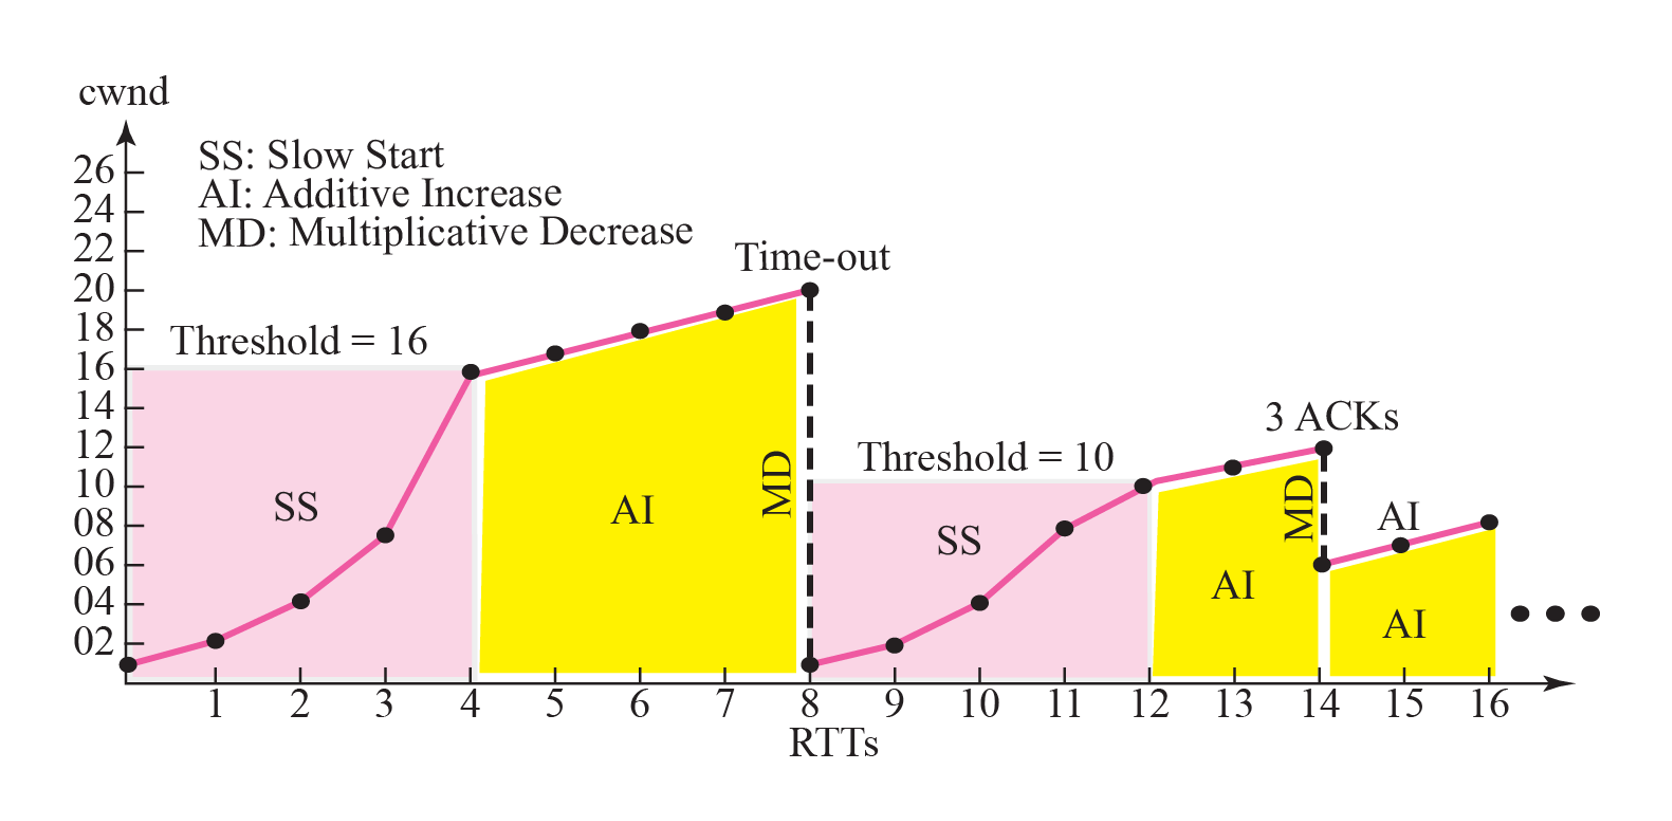 cwnd
SS: Slow Start
AI: Additive Increase
MD: Multiplicative Decrease
26
24
22
20
18
16
14
12
10
08
06
04
02
Time-out
Threshold = 16
3 ACKs
Threshold = 10
SS
AI
MD
SS
AI
MD
AI
AI
1 2 3 4 5 6 7 8 9 10 11 12 13 14 15 16
RTTs